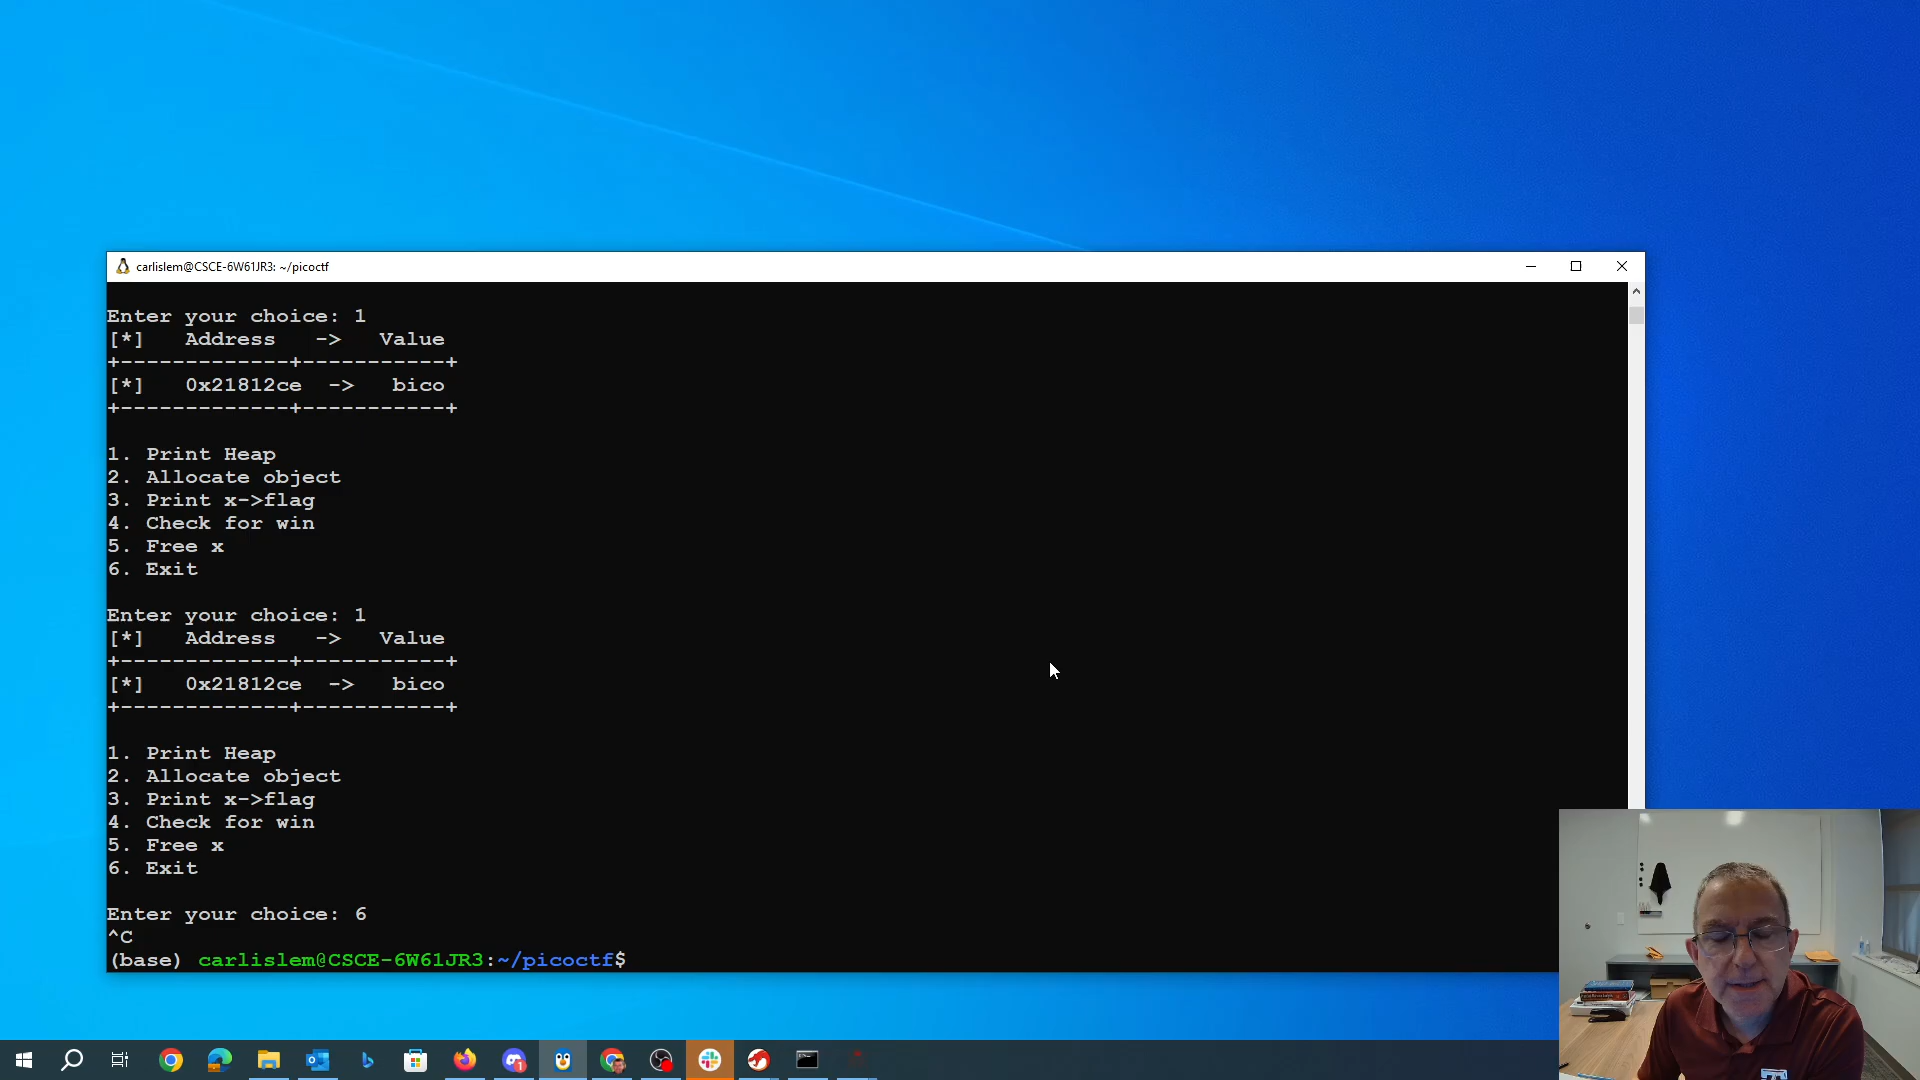 carlislem@CSCE-6W61JR3: ~/picoctf
Enter your choice: 1
[*]   Address   ->   Value
+-------------+-----------+
[*]   0x21812ce  ->   bico
+-------------+-----------+
1. Print Heap
2. Allocate object
3. Print x->flag
4. Check for win
5. Free x
6. Exit
Enter your choice: 1
[*]   Address   ->   Value
+-------------+-----------+
[*]   0x21812ce  ->   bico
+-------------+-----------+
1. Print Heap
2. Allocate object
3. Print x->flag
4. Check for win
5. Free x
6. Exit
Enter your choice: 6
^C
(base) carlislem@CSCE-6W61JR3:~/picoctf$